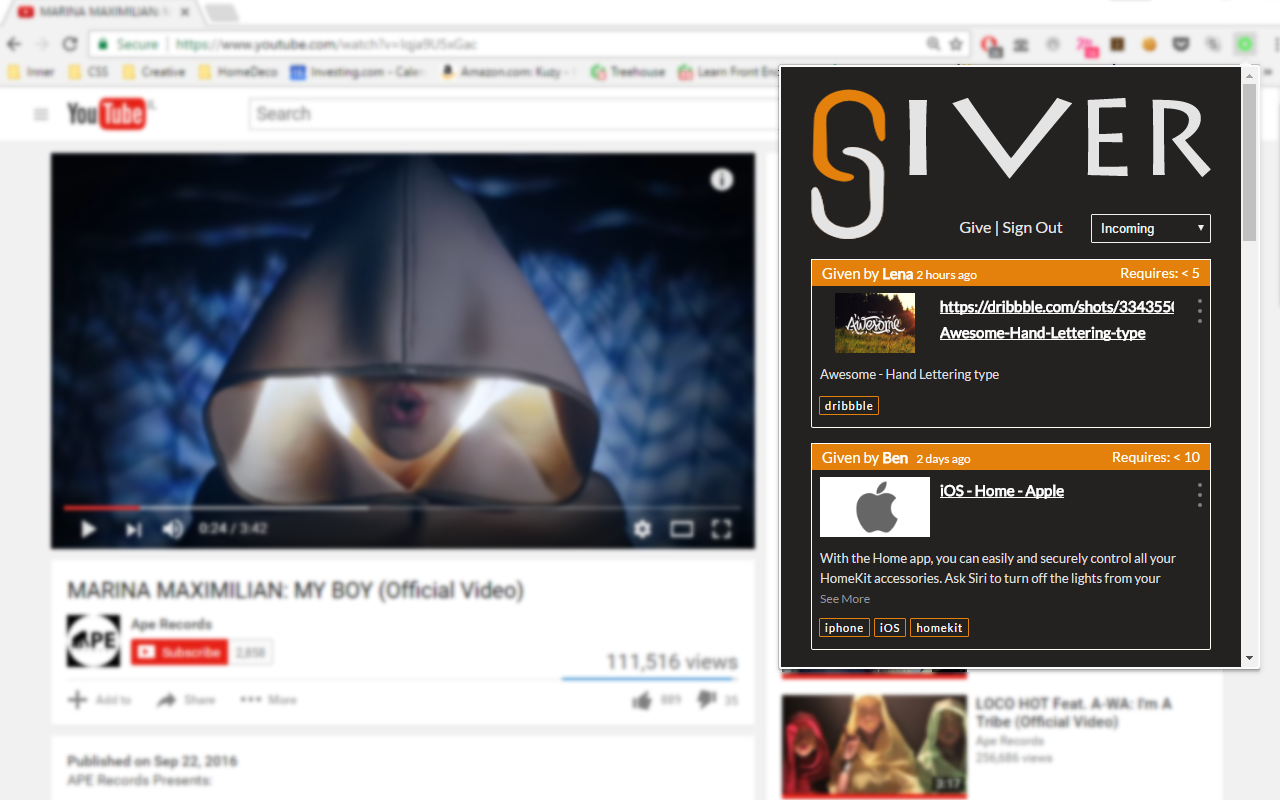 MARINA MAXIMILIAN: M
Secure | https://www.youtube.com/watch?v=
Inner
CSS
Creative
HomeDeco
Investing.com - Cale
Amazon.com: Kuzy -
Treehouse
Learn Front En
YouTube
Search
0:24 / 3:42
MARINA MAXIMILIAN: MY BOY (Official Video)
APE
Ape Records
Subscribe 2,858
111,516 views
Add to Share More 885 35
Published on Sep 22, 2016
APE Records Presents:
GIVER
Give | Sign Out
Incoming
Given by Lena 2 hours ago
Requires: < 5
Awesome
https://dribbble.com/shots/3343550
Awesome-Hand-Lettering-type
Awesome - Hand Lettering type
dribbble
Given by Ben 2 days ago
Requires: < 10
iOS - Home - Apple
With the Home app, you can easily and securely control all your
HomeKit accessories. Ask Siri to turn off the lights from your
See More
iphone iOS homekit
LOCO HOT Feat. A-WA: I'm A
Tribe (Official Video)
Ape Records
256,686 views
3:17